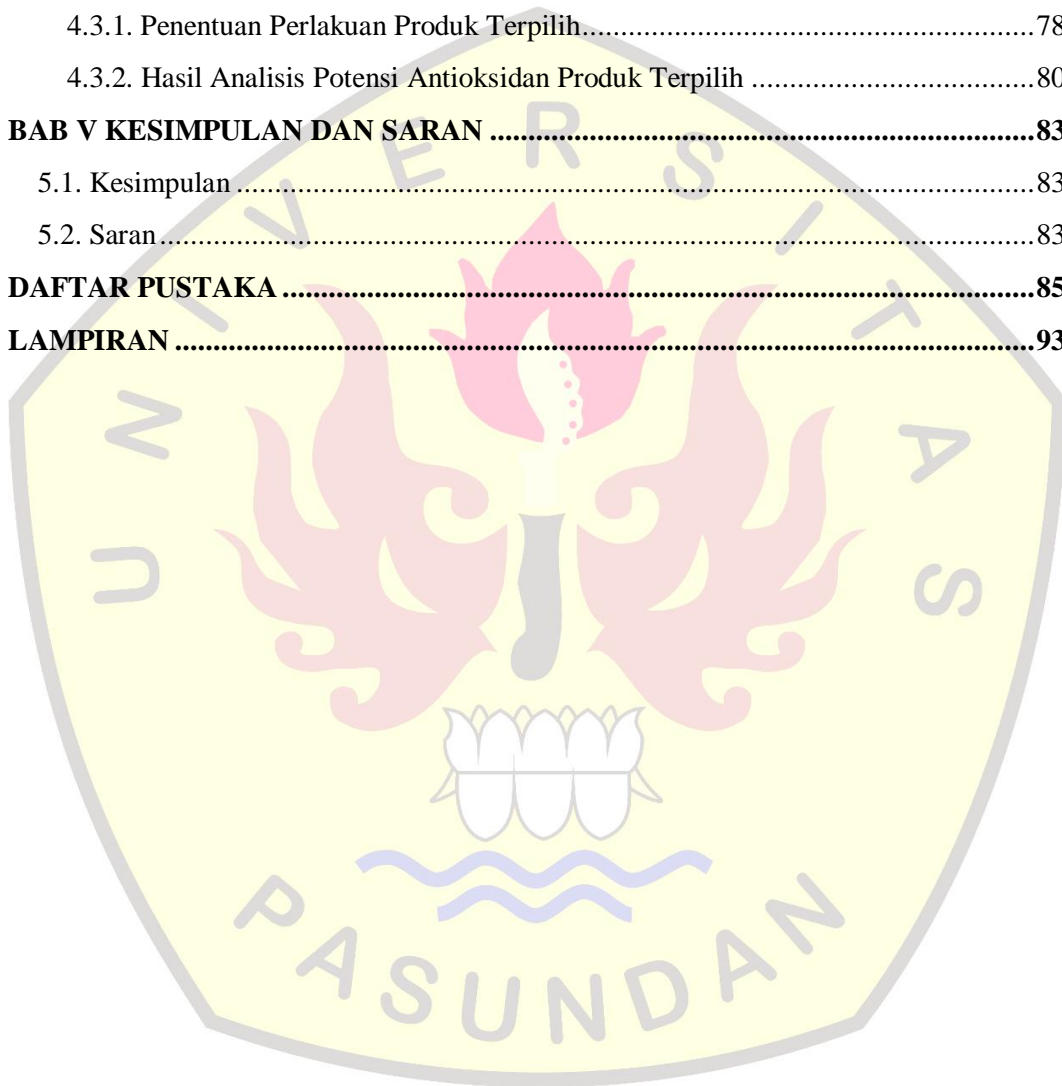 4.3.1. Penentuan Perlakuan Produk Terpilih..............................................................78
4.3.2. Hasil Analisis Potensi Antioksidan Produk Terpilih ......................................80
BAB V KESIMPULAN DAN SARAN ........................................................................83
5.1. Kesimpulan ........................................................................................................83
5.2. Saran...................................................................................................................83
DAFTAR PUSTAKA ...................................................................................................85
LAMPIRAN .................................................................................................................93
UNIVERSITAS
PASUNDAN